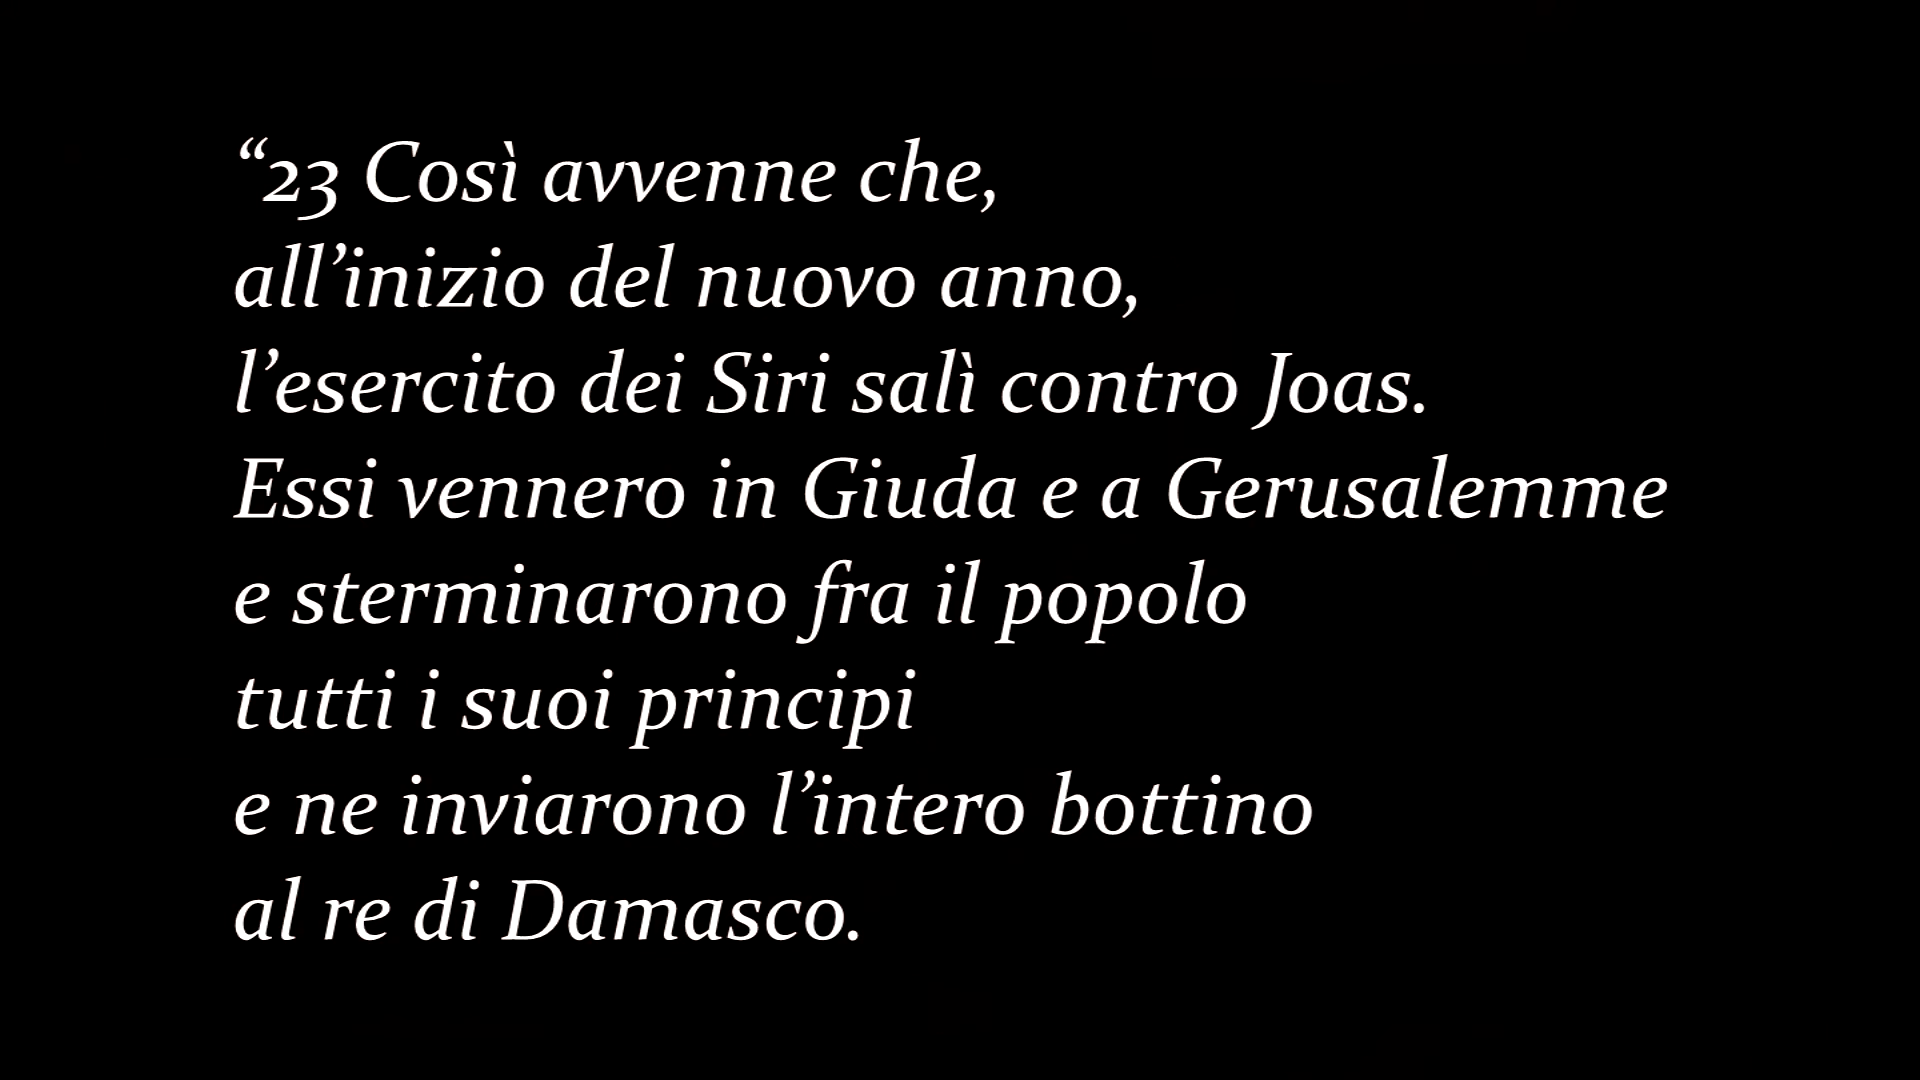 “23 Così avvenne che,
all’inizio del nuovo anno,
l’esercito dei Siri salì contro Joas.
Essi vennero in Giuda e a Gerusalemme
e sterminarono fra il popolo
tutti i suoi principi
e ne inviarono l’intero bottino
al re di Damasco.